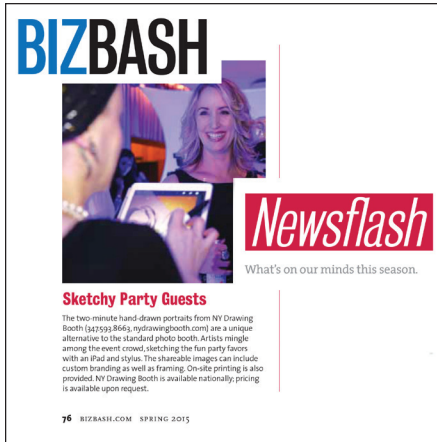 BIZBASH
Newsflash
What's on our minds this season.
Sketchy Party Guests
The two-minute hand-drawn portraits from NY Drawing
Booth (347.593.8663, nydrawingbooth.com) are a unique
alternative to the standard photo booth. Artists mingle
among the event crowd, sketching the fun party favors
with an iPad and stylus. The shareable images can include
custom branding as well as framing. On-site printing is also
provided. NY Drawing Booth is available nationally; pricing
is available upon request.
76 BIZBASH.COM SPRING 2015